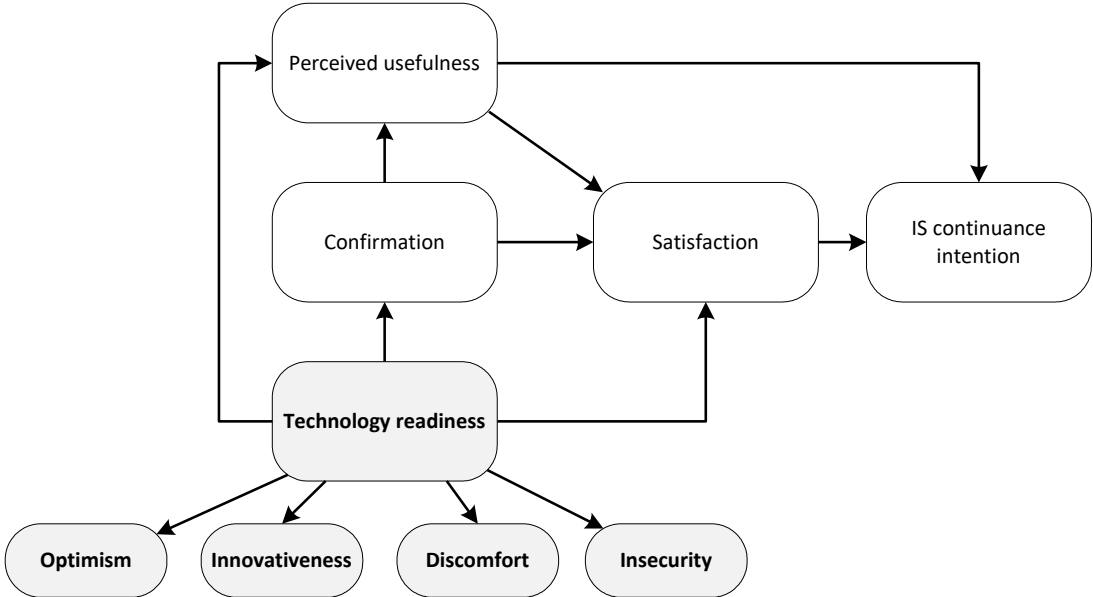 Perceived usefulness
Confirmation
Satisfaction
IS continuance
intention
Technology readiness
Optimism
Innovativeness
Discomfort
Insecurity